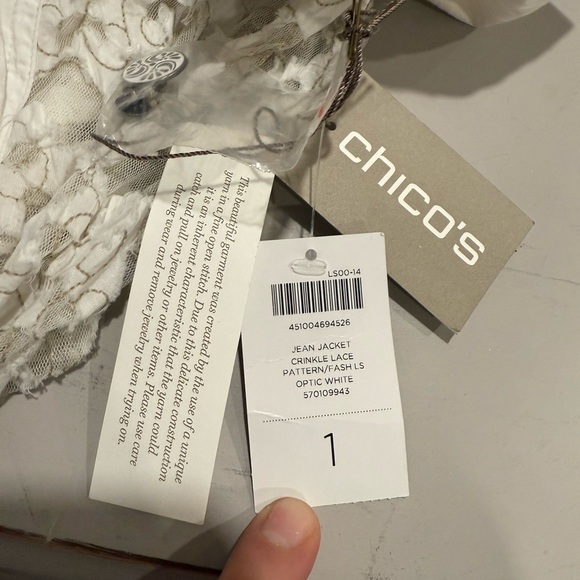 chico's
This beautiful garment was created by the use of a unique
yarn in a fine open stitch. Due to this delicate construction
it is an inherent characteristic that the yarn could
catch and pull on jewelry or other items. Please use care
during wear and remove jewelry when trying on.
LS00-14
451004694526
JEAN JACKET
CRINKLE LACE
PATTERN/FASH LS
OPTIC WHITE
570109943
1